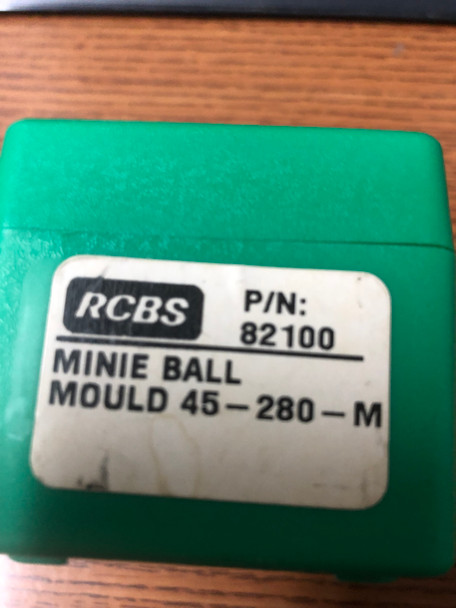 RCBS P/N:
82100
MINIE BALL
MOULD 45-280-M